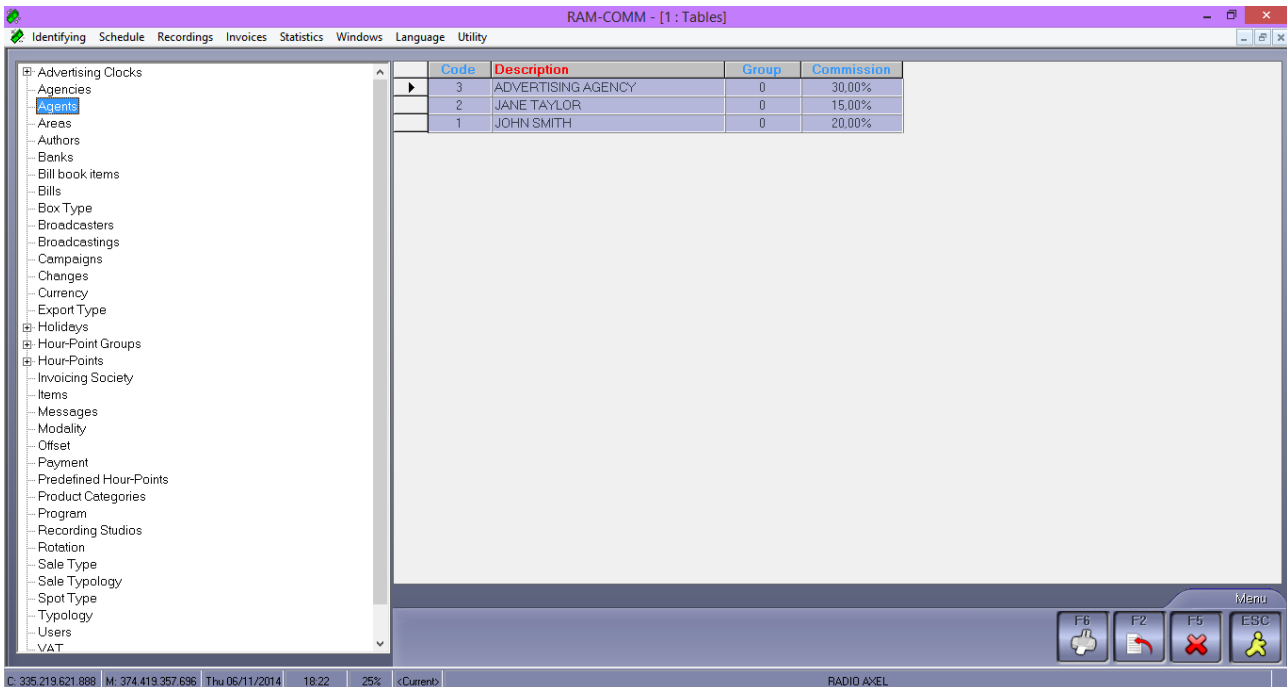 RAM-COMM - [1 : Tables]
Identifying Schedule Recordings Invoices Statistics Windows Language Utility
Advertising Clocks
Agencies
Agents
Areas
Authors
Banks
Bill book items
Bills
Box Type
Broadcasters
Broadcastings
Campaigns
Changes
Currency
Export Type
Holidays
Hour-Point Groups
Hour-Points
Invoicing Society
Items
Messages
Modality
Offset
Payment
Predefined Hour-Points
Product Categories
Program
Recording Studios
Rotation
Sale Type
Sale Typology
Spot Type
Typology
Users
VAT
Code Description Group Commission
3 ADVERTISING AGENCY 0 30,00%
2 JANE TAYLOR 0 15,00%
1 JOHN SMITH 0 20,00%
Menu
F6 F2 F5 ESC
C: 335.219.621.888 M: 374.419.357.696 Thu 06/11/2014 18:22 25% <Current> RADIO AXEL